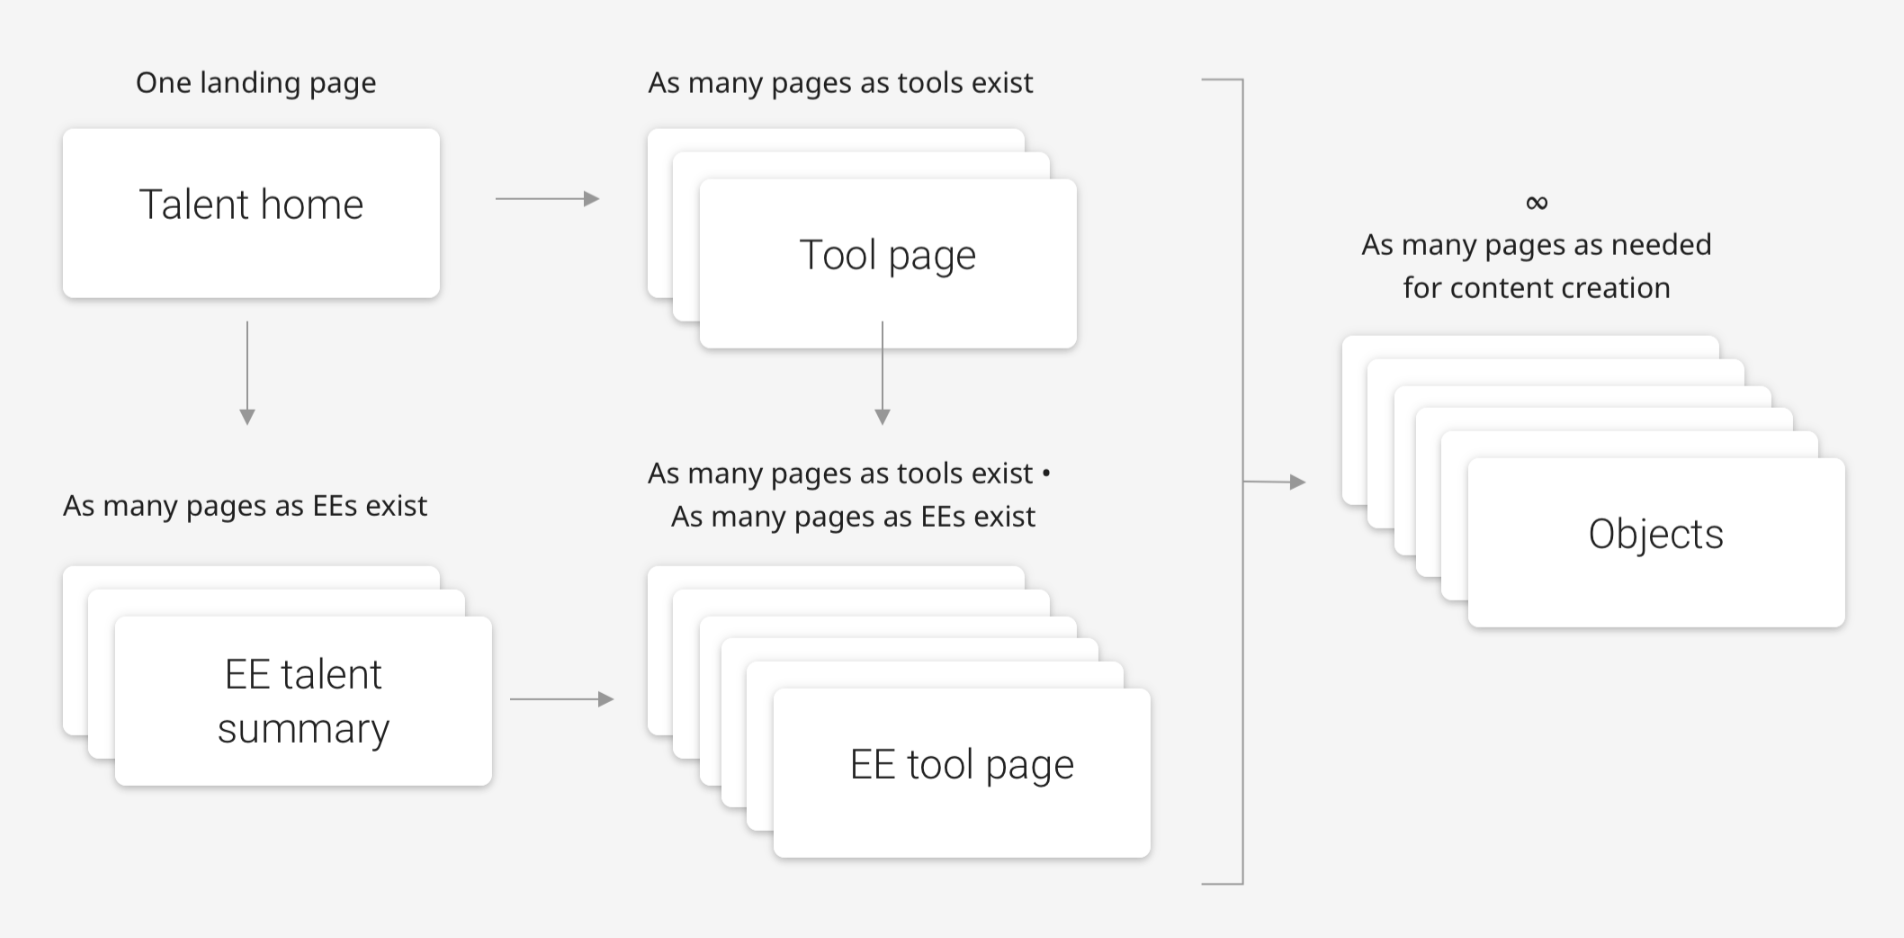 One landing page
Talent home
As many pages as tools exist
Tool page
As many pages as EEs exist
EE talent
summary
As many pages as tools exist •
As many pages as EEs exist
EE tool page
∞
As many pages as needed
for content creation
Objects